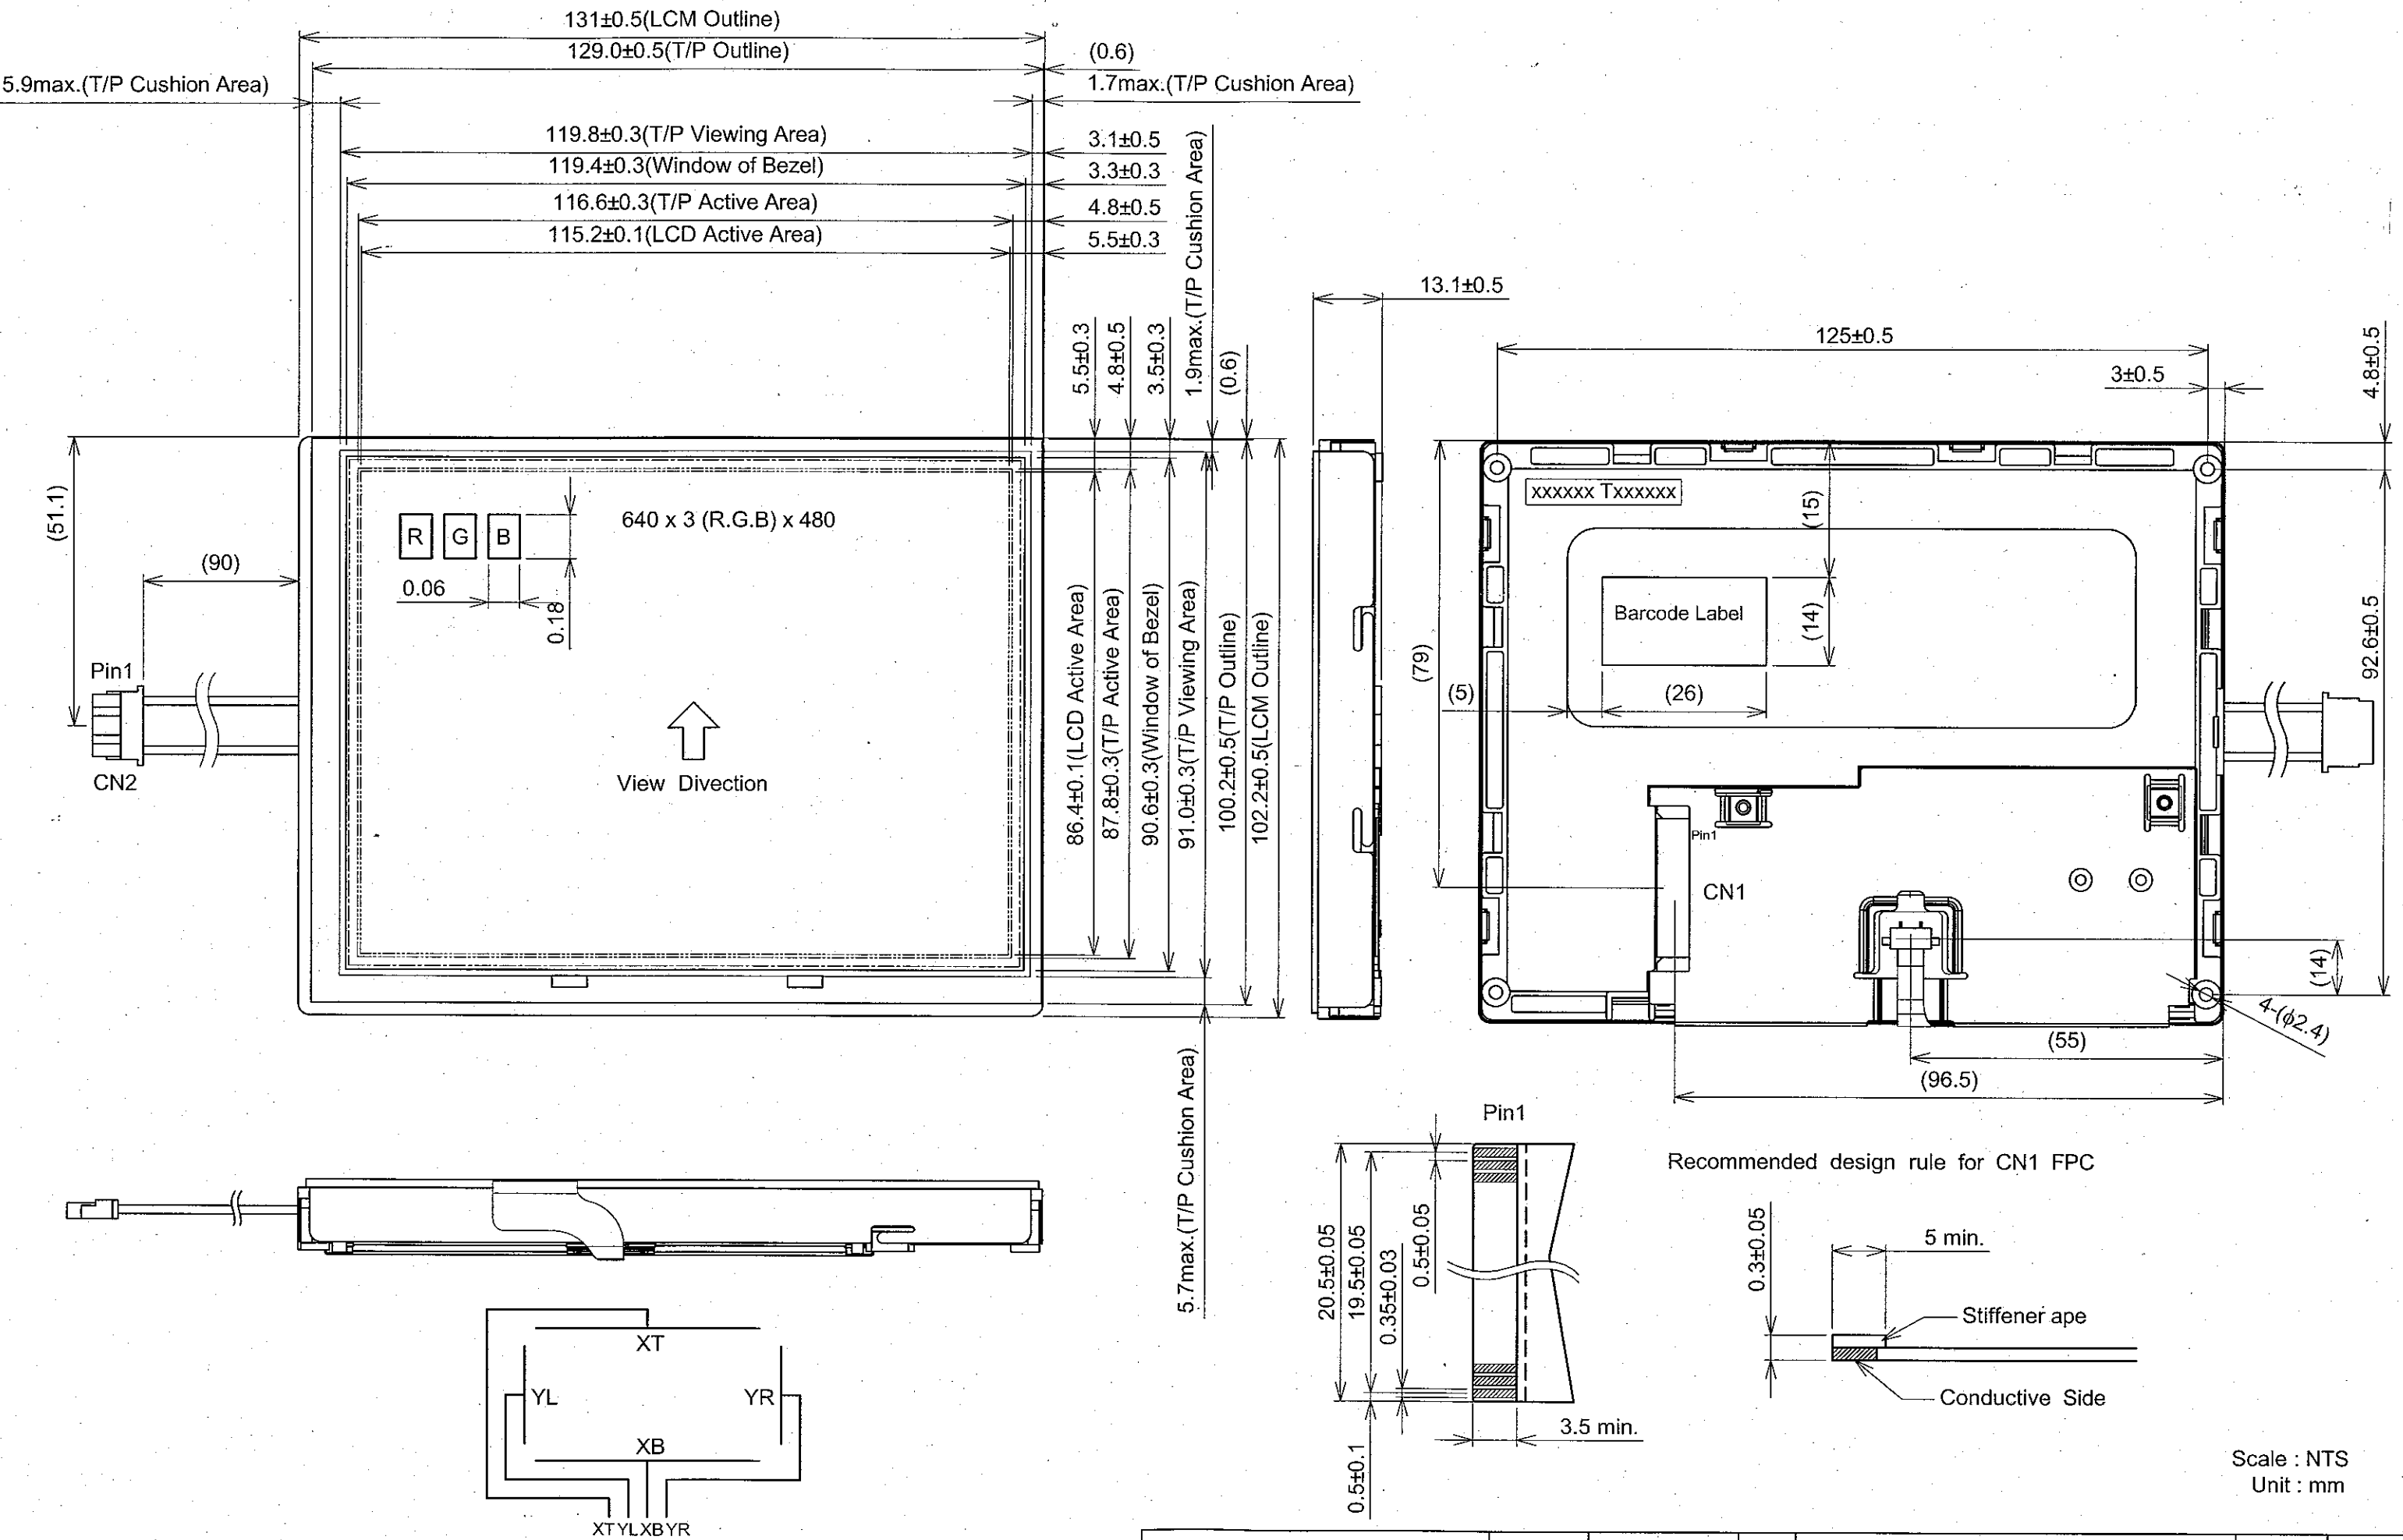 131±0.5(LCM Outline)
129.0±0.5(T/P Outline)
(0.6)
5.9max.(T/P Cushion Area)
1.7max.(T/P Cushion Area)
119.8±0.3(T/P Viewing Area)
3.1±0.5
119.4±0.3(Window of Bezel)
3.3±0.3
116.6±0.3(T/P Active Area)
4.8±0.5
115.2±0.1(LCD Active Area)
5.5±0.3
5.5±0.3
4.8±0.5
3.5±0.3
1.9max.(T/P Cushion Area)
(0.6)
13.1±0.5
125±0.5
3±0.5
4.8±0.5
(51.1)
(90)
R G B
640 x 3 (R.G.B) x 480
0.06
0.18
Pin1
CN2
View Divection
86.4±0.1(LCD Active Area)
87.8±0.3(T/P Active Area)
90.6±0.3(Window of Bezel)
91.0±0.3(T/P Viewing Area)
100.2±0.5(T/P Outline)
102.2±0.5(LCM Outline)
5.7max.(T/P Cushion Area)
xxxxxx Txxxxxx
(15)
Barcode Label
(14)
(79)
(5)
(26)
92.6±0.5
Pin1
CN1
(14)
4-(ϕ2.4)
(55)
(96.5)
Pin1
20.5±0.05
19.5±0.05
0.35±0.03
0.5±0.05
0.5±0.1
3.5 min.
Recommended design rule for CN1 FPC
0.3±0.05
5 min.
Stiffener ape
Conductive Side
XT
YL
YR
XB
XT YL XB YR
Scale : NTS
Unit : mm